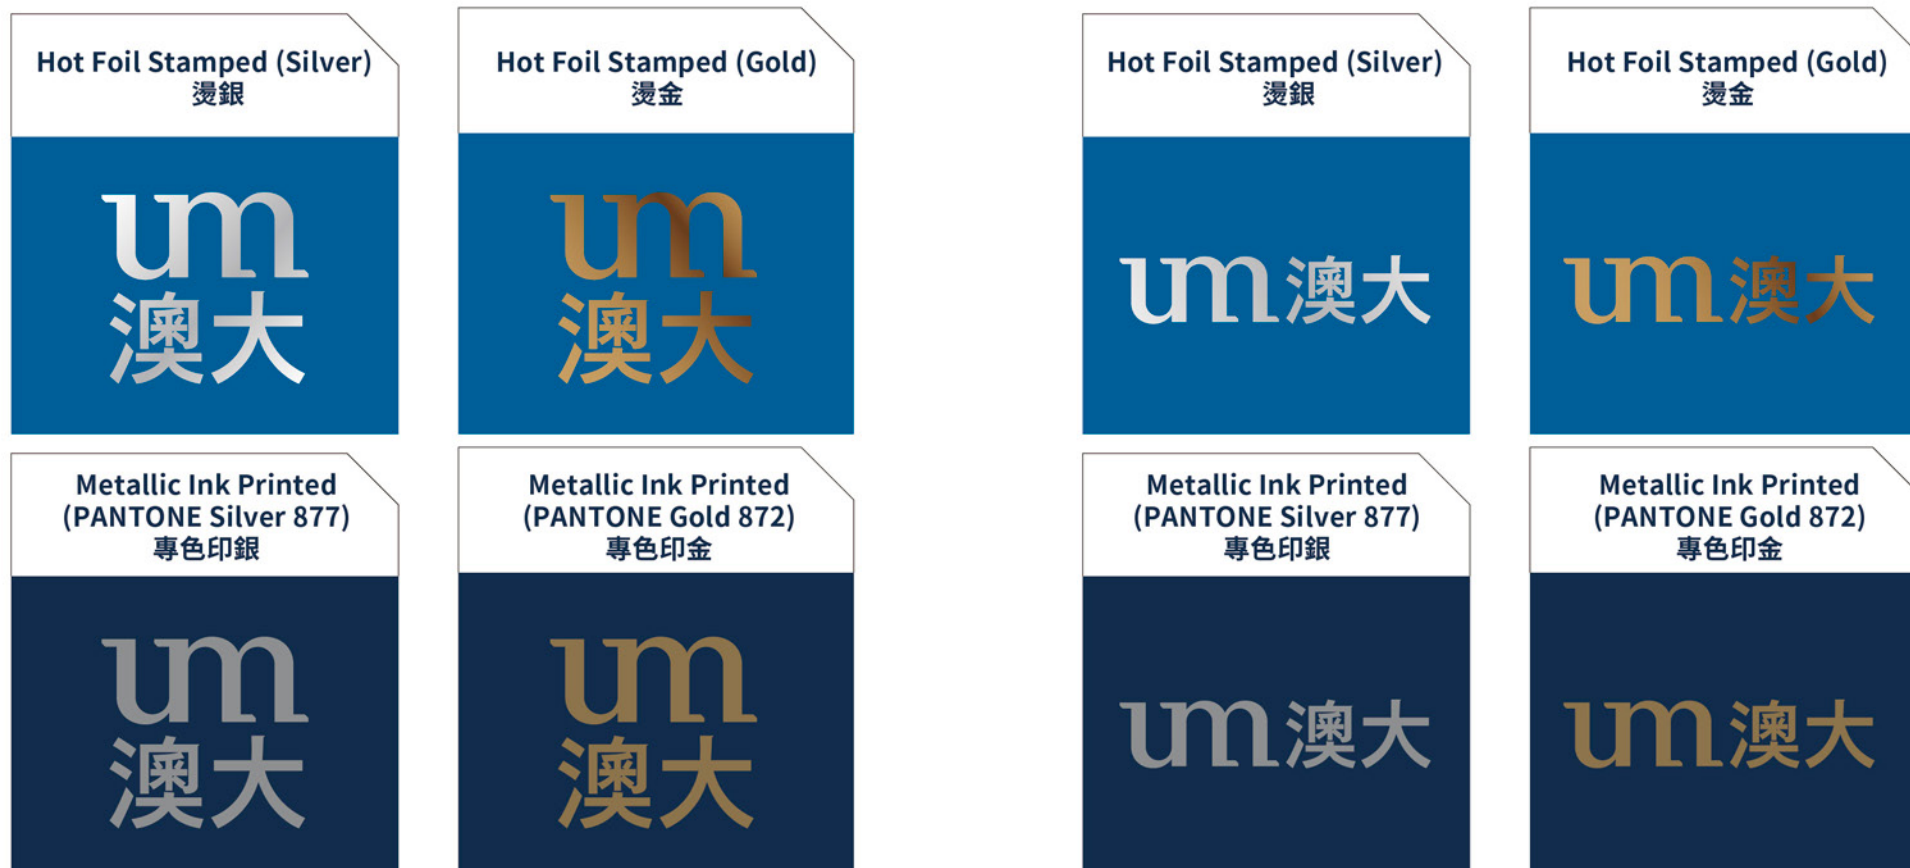 Hot Foil Stamped (Silver)
燙銀
um
澳大
Hot Foil Stamped (Gold)
燙金
um
澳大
Hot Foil Stamped (Silver)
燙銀
um澳大
Hot Foil Stamped (Gold)
燙金
um澳大
Metallic Ink Printed
(PANTONE Silver 877)
專色印銀
um
澳大
Metallic Ink Printed
(PANTONE Gold 872)
專色印金
um
澳大
Metallic Ink Printed
(PANTONE Silver 877)
專色印銀
um澳大
Metallic Ink Printed
(PANTONE Gold 872)
專色印金
um澳大